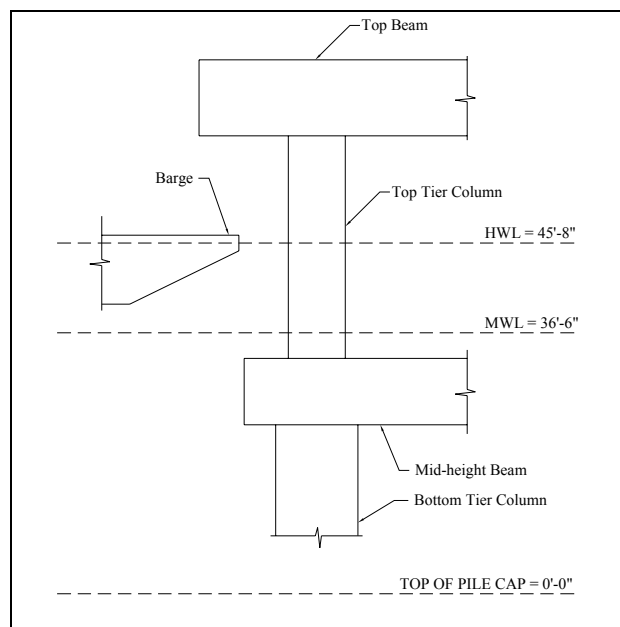 Top Beam
Barge
Top Tier Column
HWL = 45'-8"
MWL = 36'-6"
Mid-height Beam
Bottom Tier Column
TOP OF PILE CAP = 0'-0"